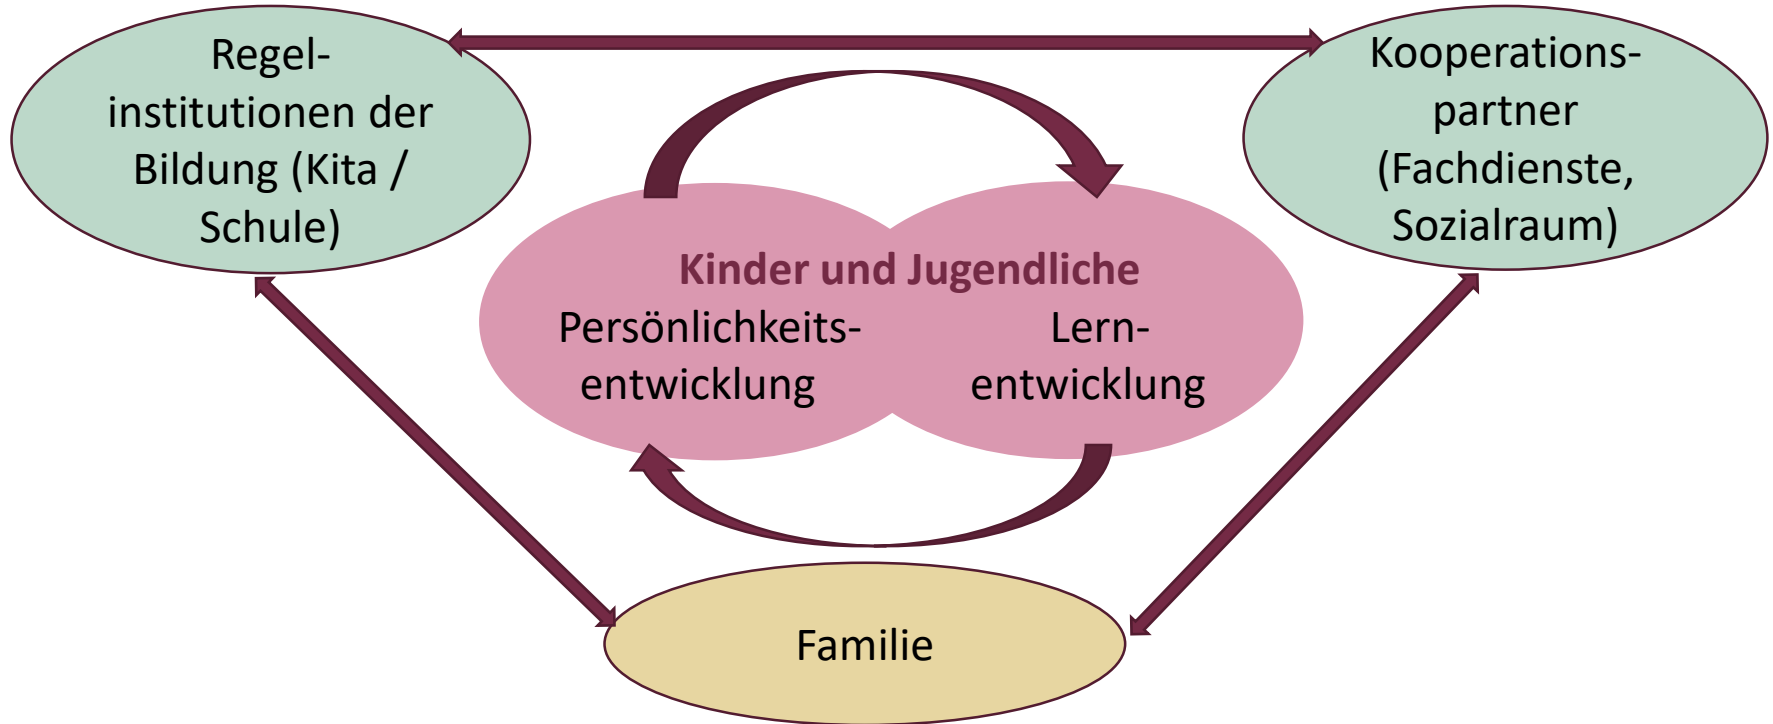 Regel-
institutionen der
Bildung (Kita /
Schule)
Kooperations-
partner
(Fachdienste,
Sozialraum)
Kinder und Jugendliche
Persönlichkeits-
entwicklung
Lern-
entwicklung
Familie